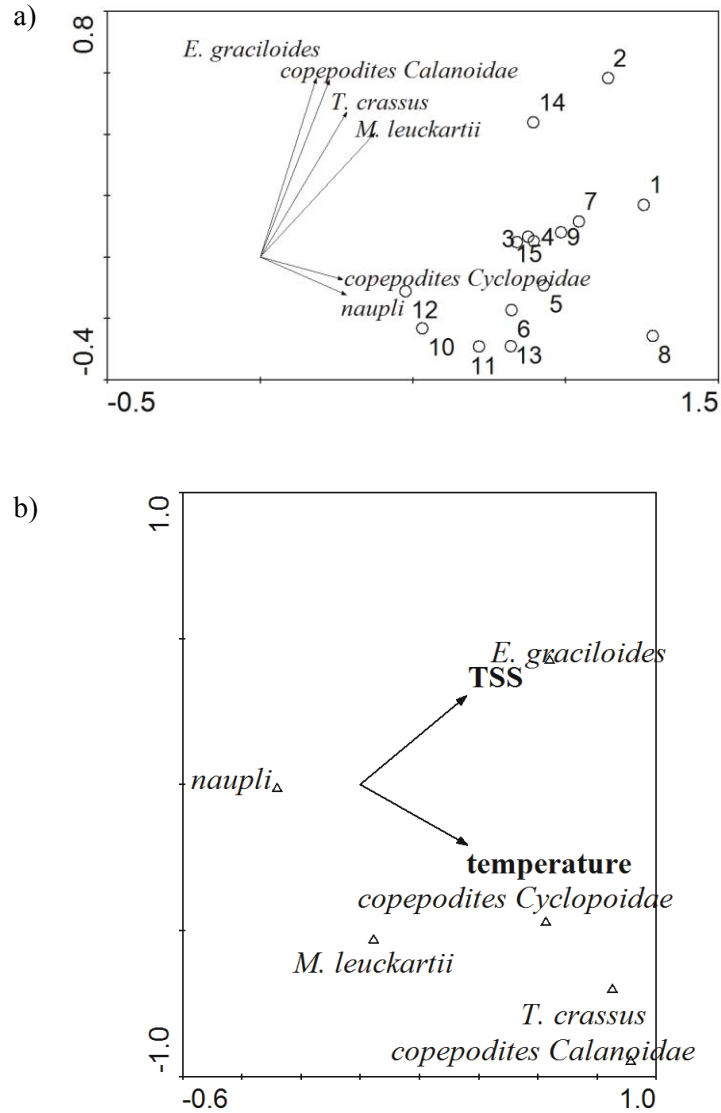 a)
0.8
E. graciloides
copepodites Calanoidae
2
T. crassus
14
M. leuckartii
1
7
3
4
9
15
copepodites Cyclopoidae
5
naupli
12
6
10
11
13
8
-0.4
-0.5
1.5
b)
1.0
E. graciloides
TSS
naupli
temperature
copepodites Cyclopoidae
M. leuckartii
T. crassus
copepodites Calanoidae
-1.0
-0.6
1.0